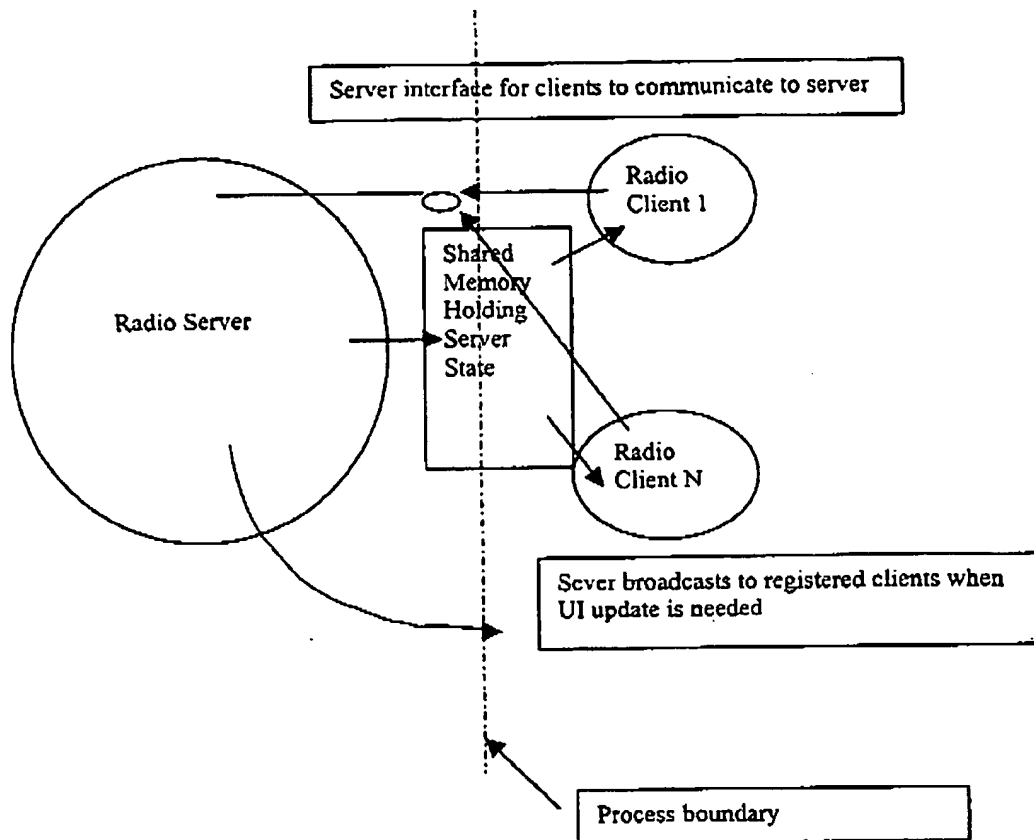 Server interface for clients to communicate to server
Radio
Client 1
Shared
Memory
Holding
Server
State
Radio Server
Radio
Client N
Sever broadcasts to registered clients when
UI update is needed
Process boundary